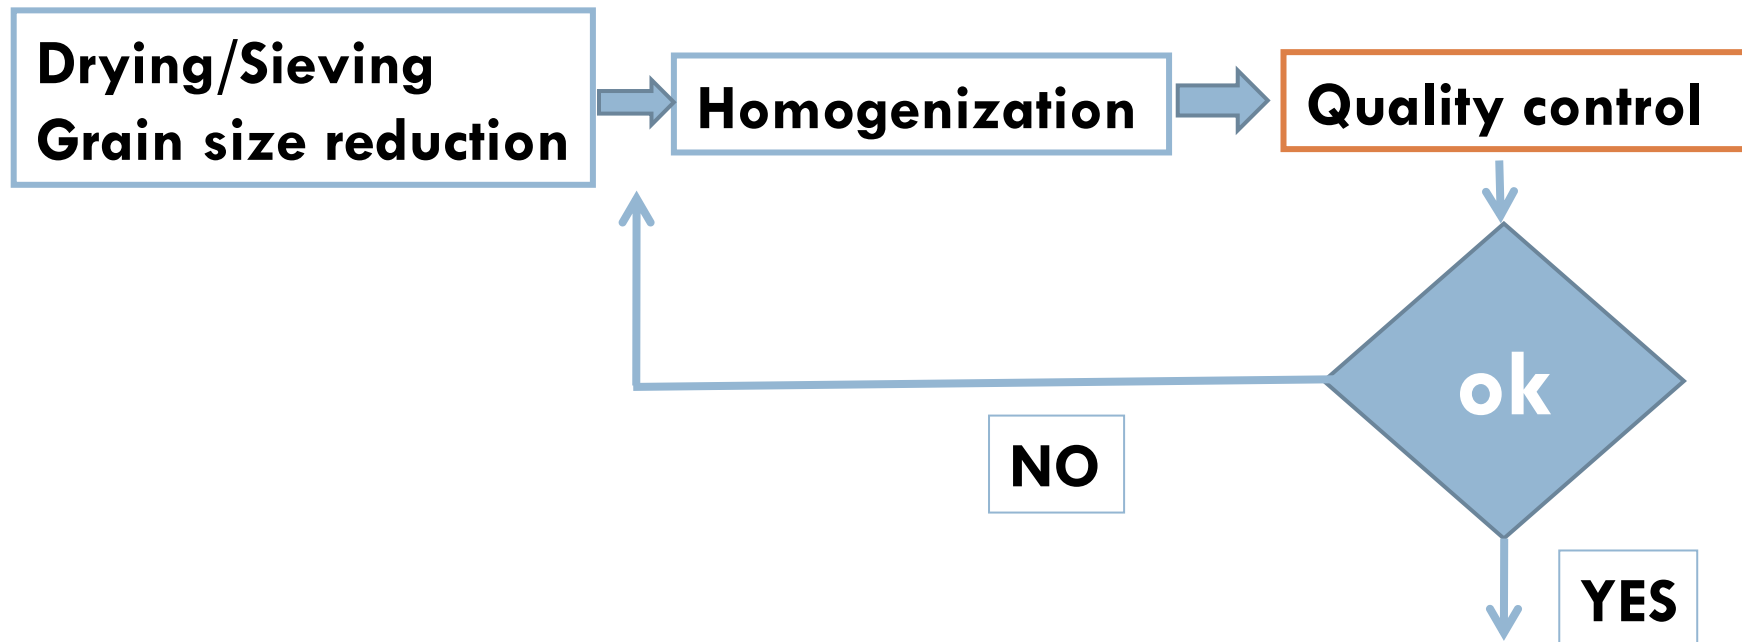 Drying/Sieving
Grain size reduction
Homogenization
Quality control
ok
NO
YES